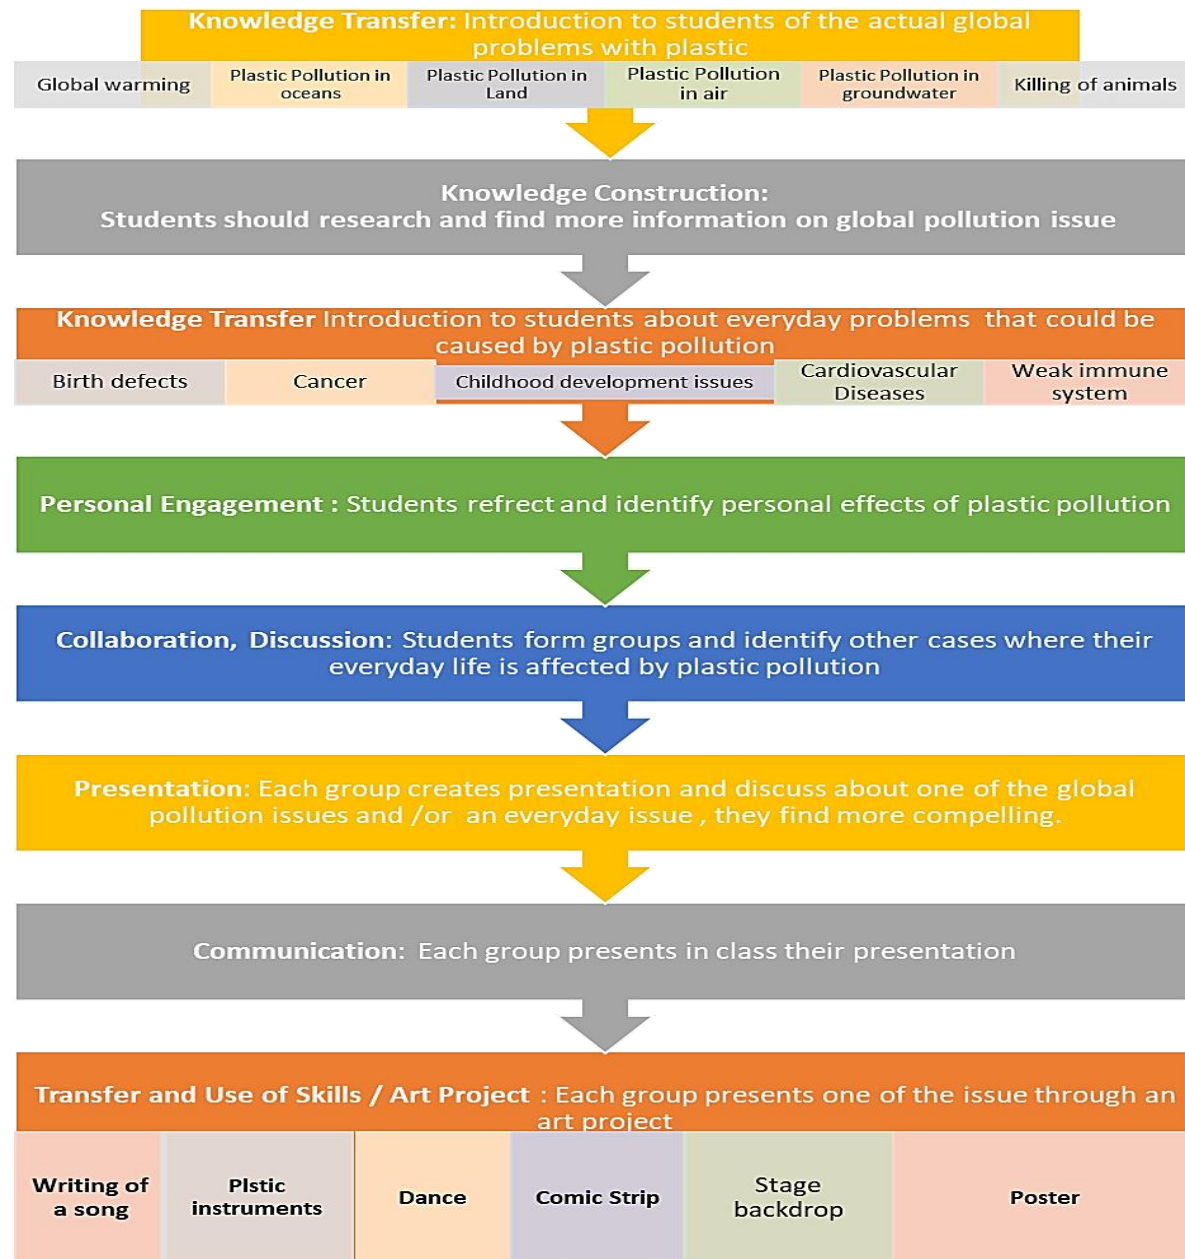 Knowledge Transfer: Introduction to students of the actual global
problems with plastic
Global warming
Plastic Pollution in
oceans
Plastic Pollution in
Land
Plastic Pollution
in air
Plastic Pollution in
groundwater
Killing of animals
Knowledge Construction:
Students should research and find more information on global pollution issue
Knowledge Transfer Introduction to students about everyday problems that could be
caused by plastic pollution
Birth defects
Cancer
Childhood development issues
Cardiovascular
Diseases
Weak immune
system
Personal Engagement : Students refrect and identify personal effects of plastic pollution
Collaboration, Discussion: Students form groups and identify other cases where their
everyday life is affected by plastic pollution
Presentation: Each group creates presentation and discuss about one of the global
pollution issues and /or an everyday issue , they find more compelling.
Communication: Each group presents in class their presentation
Transfer and Use of Skills / Art Project : Each group presents one of the issue through an
art project
Writing of
a song
Plstic
instruments
Dance
Comic Strip
Stage
backdrop
Poster